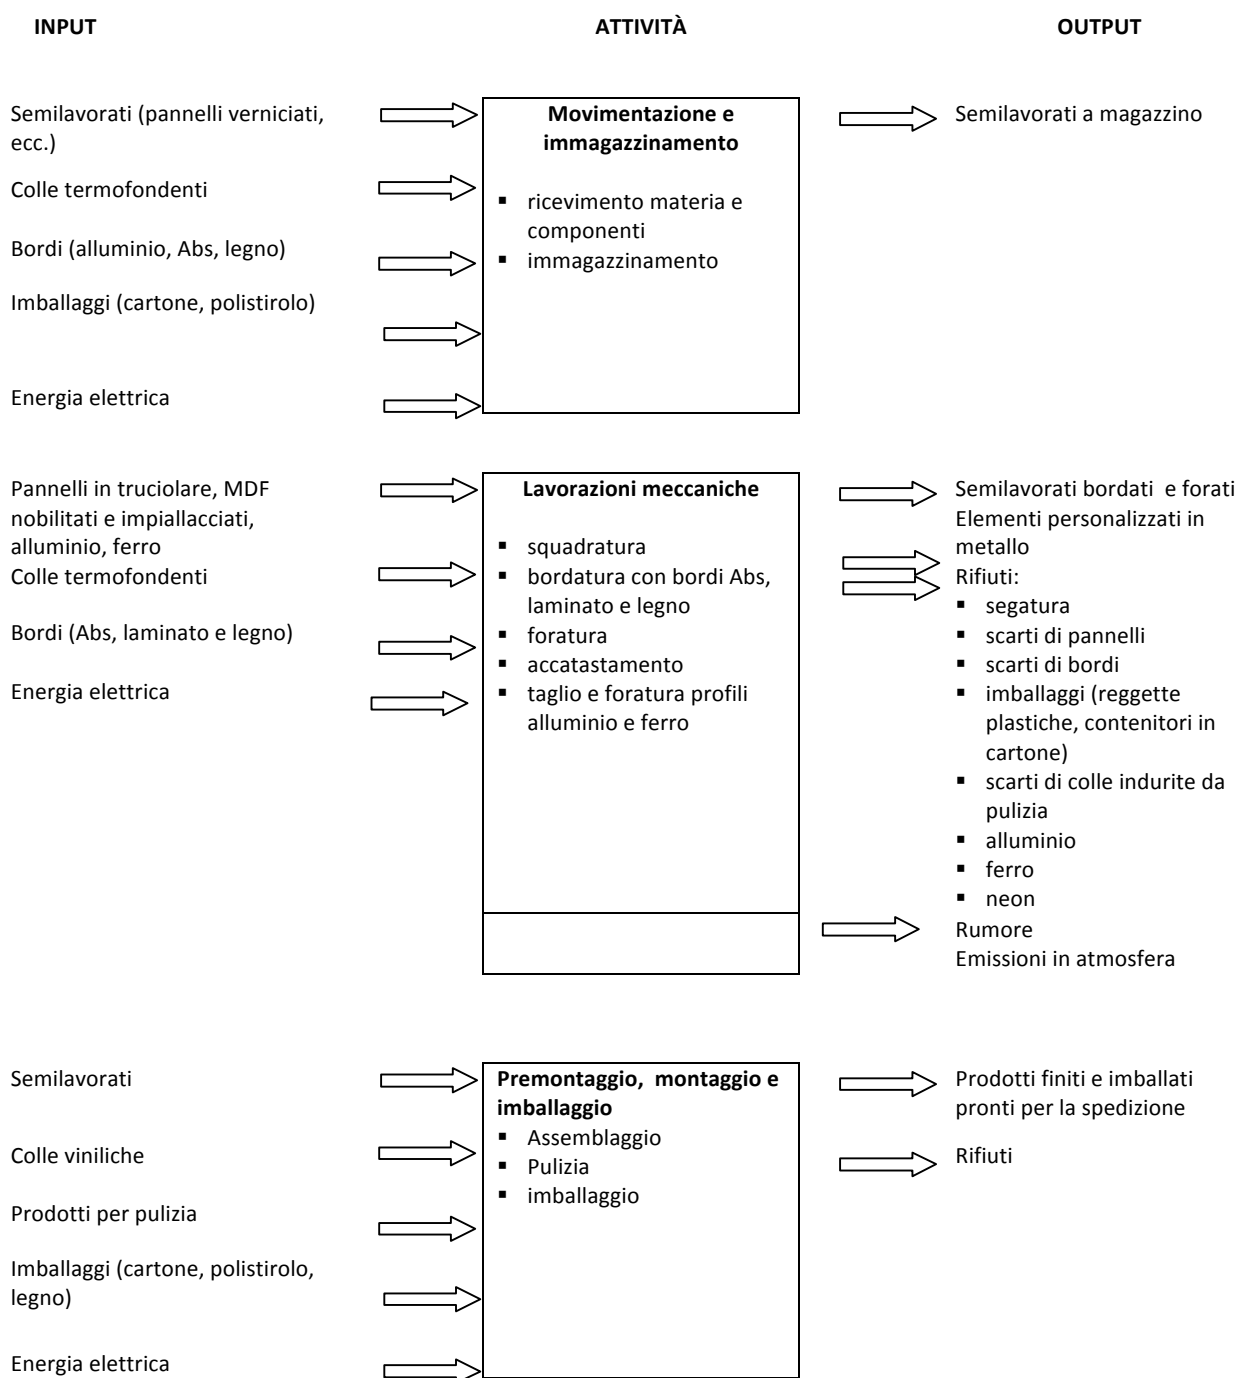 INPUT
ATTIVITÀ
OUTPUT
Semilavorati (pannelli verniciati,
ecc.)
Colle termofondenti
Bordi (alluminio, Abs, legno)
Imballaggi (cartone, polistirolo)
Energia elettrica
Movimentazione e
immagazzinamento
▪ ricevimento materia e
componenti
▪ immagazzinamento
Semilavorati a magazzino
Pannelli in truciolare, MDF
nobilitati e impiallacciati,
alluminio, ferro
Colle termofondenti
Bordi (Abs, laminato e legno)
Energia elettrica
Lavorazioni meccaniche
▪ squadratura
▪ bordatura con bordi Abs,
laminato e legno
▪ foratura
▪ accatastamento
▪ taglio e foratura profili
alluminio e ferro
Semilavorati bordati e forati
Elementi personalizzati in
metallo
Rifiuti:
▪ segatura
▪ scarti di pannelli
▪ scarti di bordi
▪ imballaggi (reggette
plastiche, contenitori in
cartone)
▪ scarti di colle indurite da
pulizia
▪ alluminio
▪ ferro
▪ neon
Rumore
Emissioni in atmosfera
Semilavorati
Colle viniliche
Prodotti per pulizia
Imballaggi (cartone, polistirolo,
legno)
Energia elettrica
Premontaggio, montaggio e
imballaggio
▪ Assemblaggio
▪ Pulizia
▪ imballaggio
Prodotti finiti e imballati
pronti per la spedizione
Rifiuti